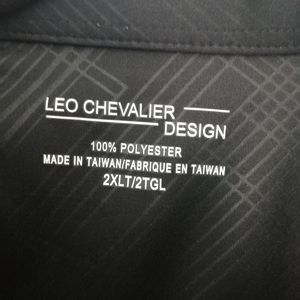 LEO CHEVALIER
DESIGN
100% POLYESTER
MADE IN TAIWAN/FABRIQUE EN TAIWAN
2XLT/2TGL